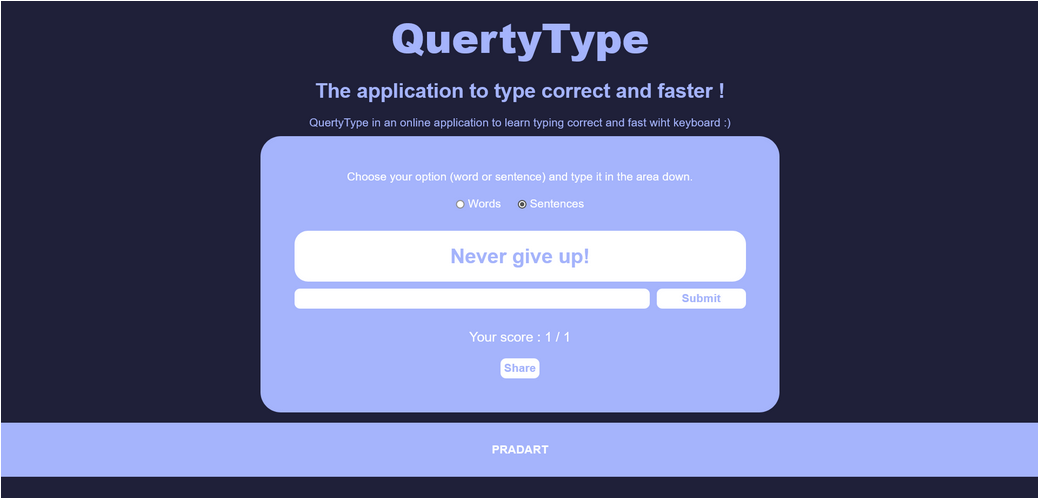 QuertyType
The application to type correct and faster !
QuertyType in an online application to learn typing correct and fast wiht keyboard :)
Choose your option (word or sentence) and type it in the area down.
Words Sentences
Never give up!
Submit
Your score : 1 / 1
Share
PRADART